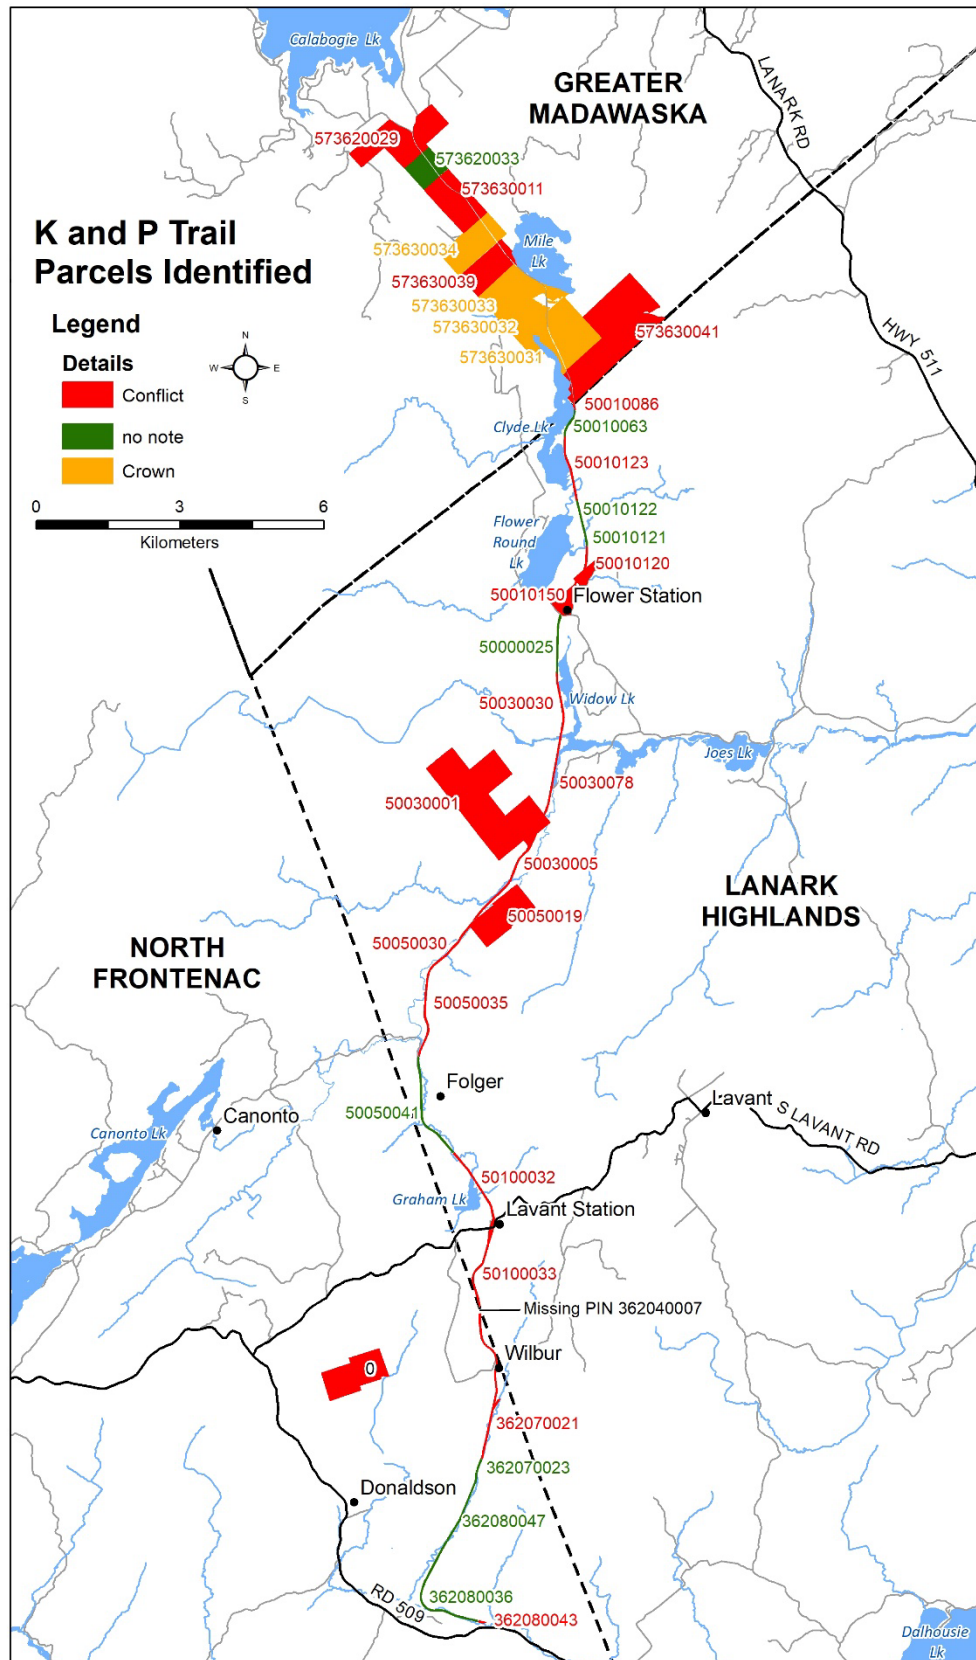 Calabogie Lk
GREATER
MADAWASKA
LANARK RD
573620029
573620033
573630011
K and P Trail
Parcels Identified
573630034
Mile
Lk
573630039
573630033
573630032
573630041
573630031
Legend
Details
Conflict
no note
Crown
N
W
E
S
0
3
6
Kilometers
HWY 511
50010086
Clyde Lk
50010063
50010123
50010122
Flower
Round
Lk
50010121
50010120
50010150
Flower Station
50000025
50030030
Widow Lk
Joes Lk
50030078
50030001
50030005
LANARK
HIGHLANDS
50050019
50050030
NORTH
FRONTENAC
50050035
Folger
50050041
Canonto
Canonto Lk
Lavant
S LAVANT RD
50100032
Graham Lk
Lavant Station
50100033
Missing PIN 362040007
Wilbur
0
362070021
362070023
Donaldson
362080047
362080036
RD 509
362080043
Dalhousie
Lk